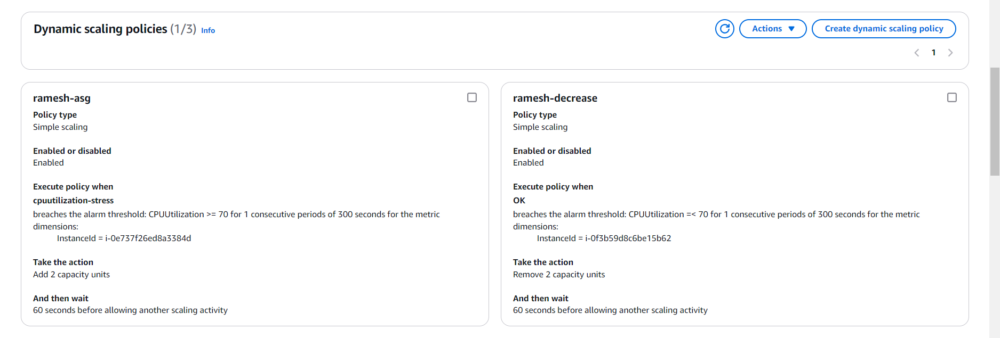 Dynamic scaling policies (1/3) Info
Actions
Create dynamic scaling policy
1
ramesh-asg
Policy type
Simple scaling
Enabled or disabled
Enabled
Execute policy when
cpuutilization-stress
breaches the alarm threshold: CPUUtilization >= 70 for 1 consecutive periods of 300 seconds for the metric
dimensions:
InstanceId = i-0e737f26ed8a3384d
Take the action
Add 2 capacity units
And then wait
60 seconds before allowing another scaling activity
ramesh-decrease
Policy type
Simple scaling
Enabled or disabled
Enabled
Execute policy when
OK
breaches the alarm threshold: CPUUtilization =< 70 for 1 consecutive periods of 300 seconds for the metric
dimensions:
InstanceId = i-0f3b59d8c6be15b62
Take the action
Remove 2 capacity units
And then wait
60 seconds before allowing another scaling activity